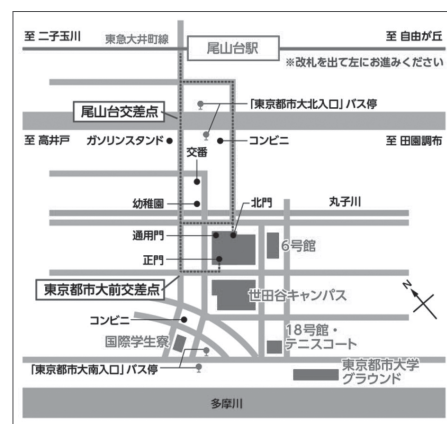 至 二子玉川
東急大井町線
尾山台駅
至 自由が丘
※改札を出て左にお進みください
尾山台交差点
「東京都市大北入口」バス停
至 高井戸
ガソリンスタンド
コンビニ
至 田園調布
交番
幼稚園
北門
丸子川
通用門
6号館
正門
東京都市大前交差点
世田谷キャンパス
N
コンビニ
国際学生寮
18号館・
テニスコート
「東京都市大南入口」バス停
東京都市大学
グラウンド
多摩川